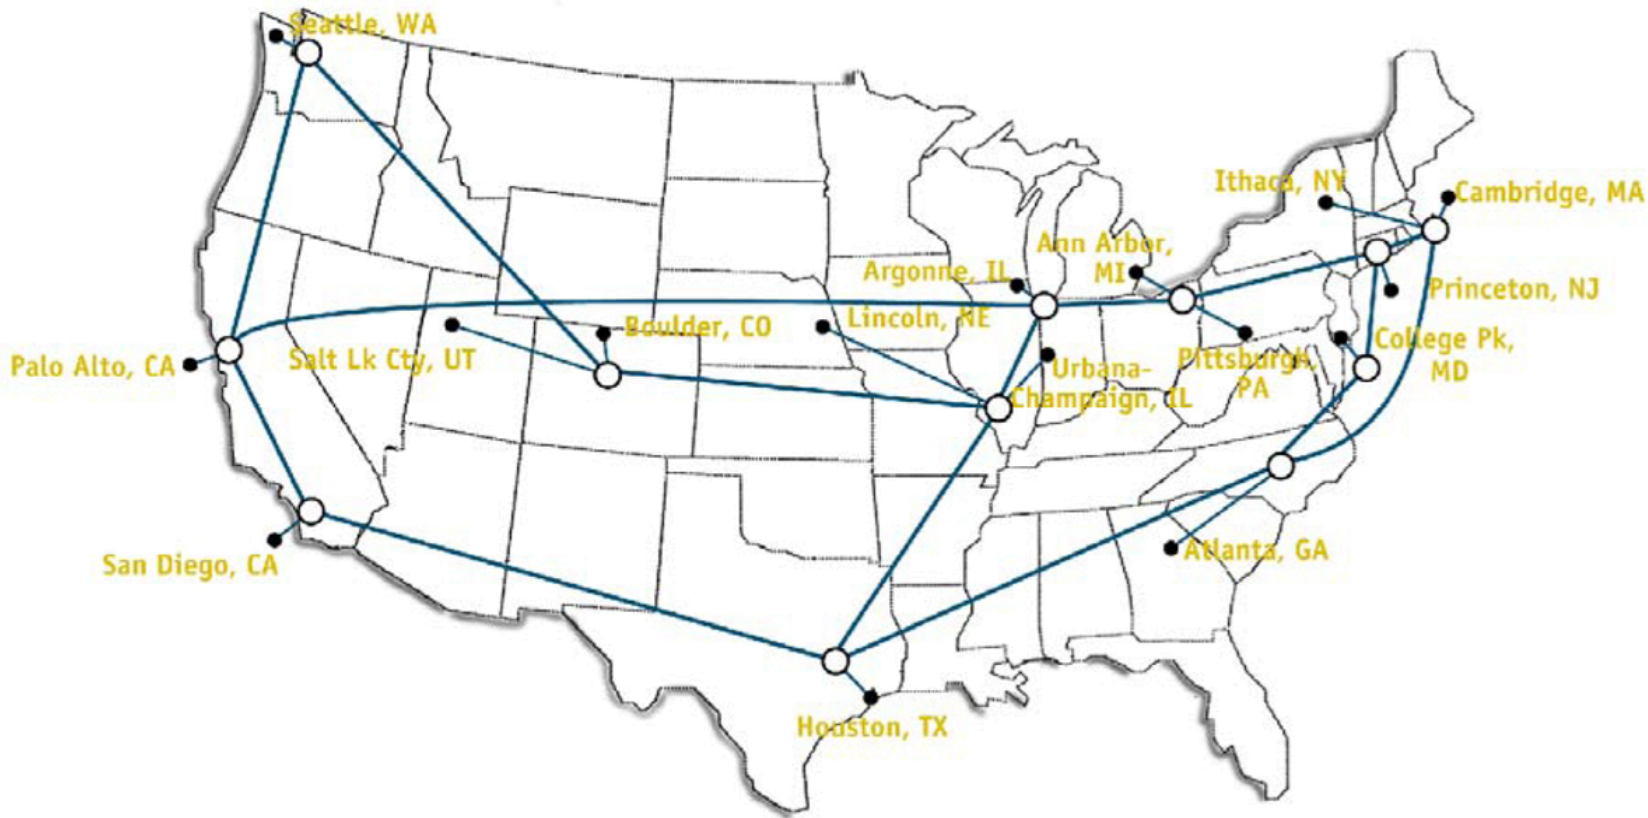 Seattle, WA
Ithaca, NY
Cambridge, MA
Ann Arbor,
MI
Argonne, IL
Princeton, NJ
Lincoln, NE
Boulder, CO
College Pk,
MD
Palo Alto, CA
Salt Lk Cty, UT
Pittsburgh,
PA
Urbana-
Champaign, IL
Atlanta, GA
San Diego, CA
Houston, TX